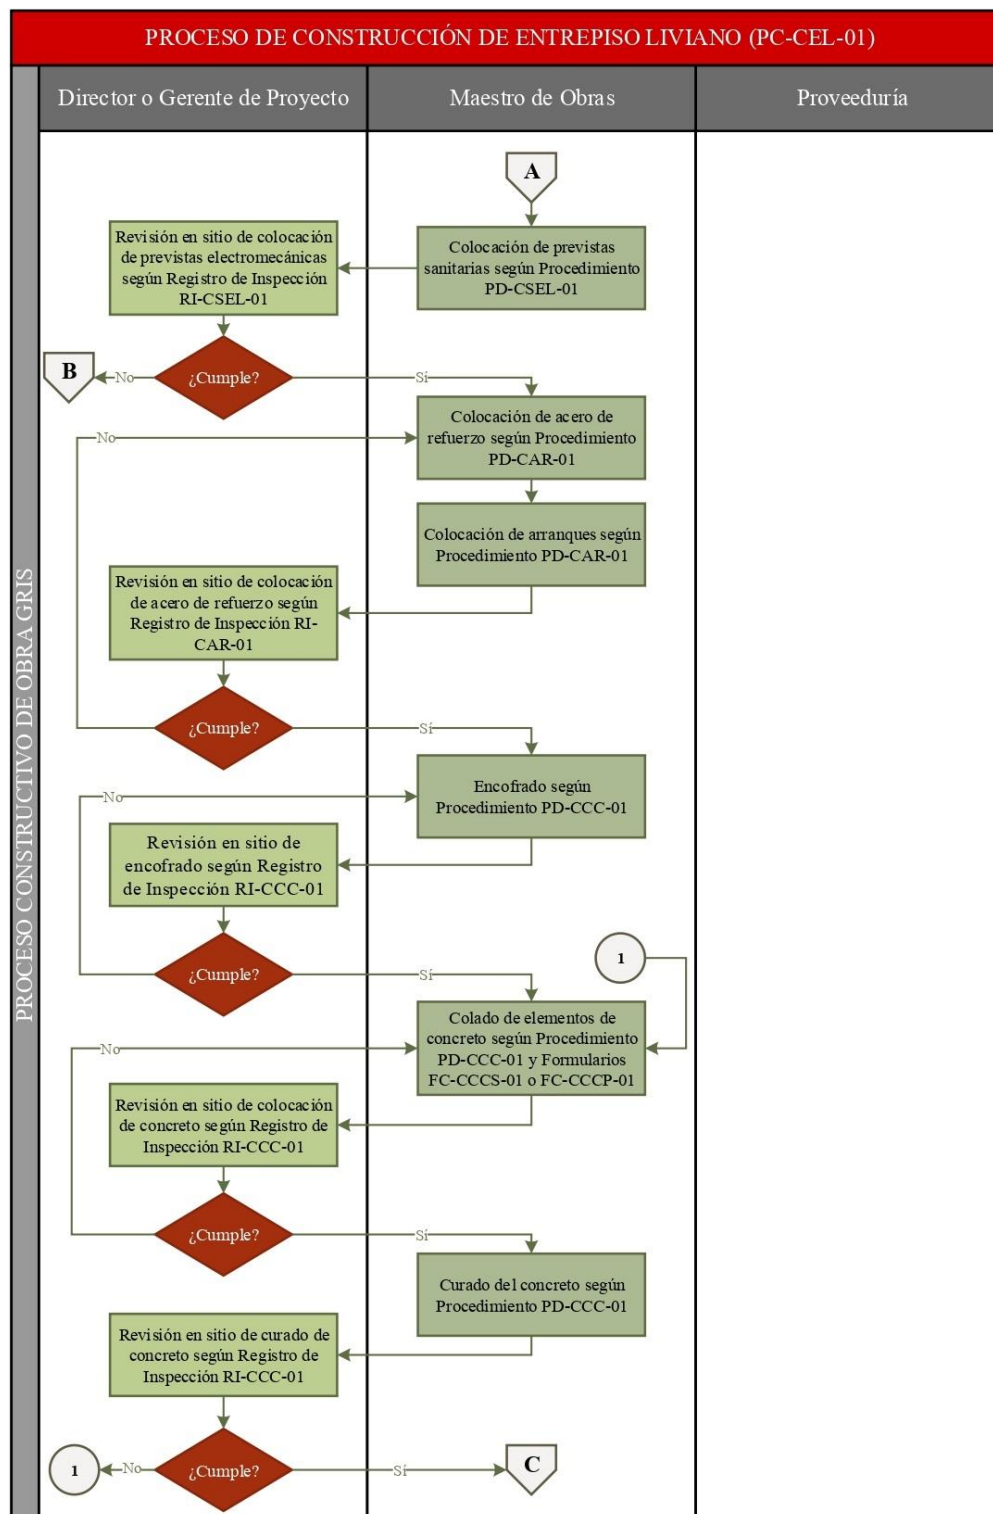 PROCESO DE CONSTRUCCIÓN DE ENTREPISO LIVIANO (PC-CEL-01)
PROCESO CONSTRUCTIVO DE OBRA GRIS
Director o Gerente de Proyecto
Maestro de Obras
Proveeduría
A
Colocación de previstas
sanitarias según Procedimiento
PD-CSEL-01
Revisión en sitio de colocación
de previstas electromecánicas
según Registro de Inspección
RI-CSEL-01
¿Cumple?
No
B
Sí
Colocación de acero de
refuerzo según Procedimiento
PD-CAR-01
No
Colocación de arranques según
Procedimiento PD-CAR-01
Revisión en sitio de colocación
de acero de refuerzo según
Registro de Inspección RI-
CAR-01
¿Cumple?
Sí
Encofrado según
Procedimiento PD-CCC-01
No
Revisión en sitio de
encofrado según Registro
de Inspección RI-CCC-01
¿Cumple?
Sí
1
Colado de elementos de
concreto según Procedimiento
PD-CCC-01 y Formularios
FC-CCCS-01 o FC-CCCP-01
No
Revisión en sitio de colocación
de concreto según Registro de
Inspección RI-CCC-01
¿Cumple?
Sí
Curado del concreto según
Procedimiento PD-CCC-01
Revisión en sitio de curado de
concreto según Registro de
Inspección RI-CCC-01
¿Cumple?
No
1
Sí
C